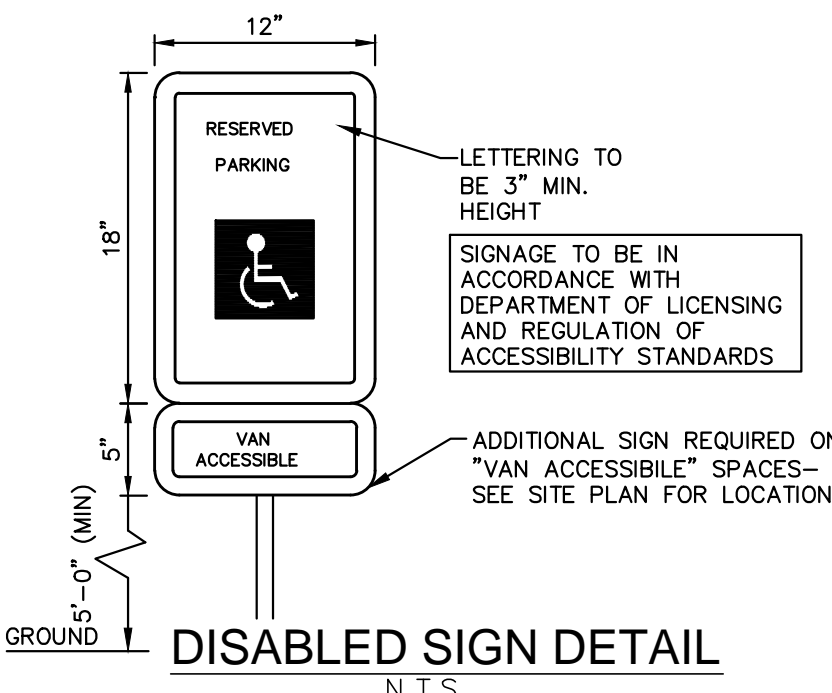 12”
18”
RESERVED
PARKING
LETTERING TO
BE 3” MIN.
HEIGHT
SIGNAGE TO BE IN
ACCORDANCE WITH
DEPARTMENT OF LICENSING
AND REGULATION OF
ACCESSIBILITY STANDARDS
5”
VAN
ACCESSIBLE
ADDITIONAL SIGN REQUIRED ON
”VAN ACCESSIBILE” SPACES–
SEE SITE PLAN FOR LOCATION
5’–0” (MIN)
GROUND
DISABLED SIGN DETAIL
N.T.S.